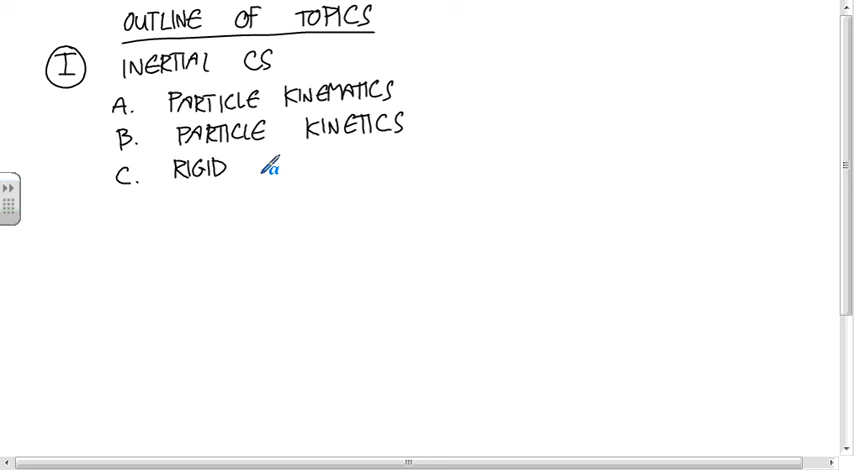 OUTLINE OF TOPICS
I INERTIAL CS
A. PARTICLE KINEMATICS
B. PARTICLE KINETICS
C. RIGID